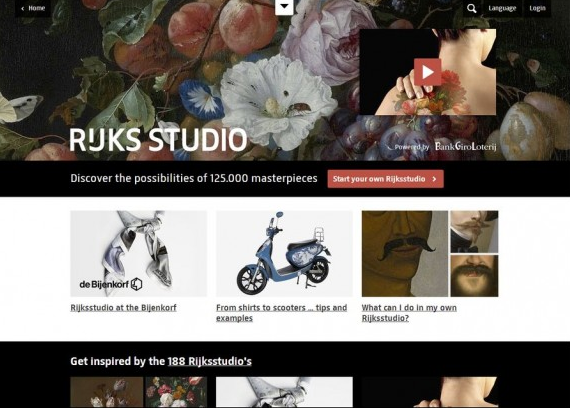 Home
Language
Login
RIJKS STUDIO
Powered by BankGiroLoterij
Discover the possibilities of 125.000 masterpieces
Start your own Rijksstudio
de Bijenkorf
Rijksstudio at the Bijenkorf
From shirts to scooters ... tips and
examples
What can I do in my own
Rijksstudio?
Get inspired by the 188 Rijksstudio's